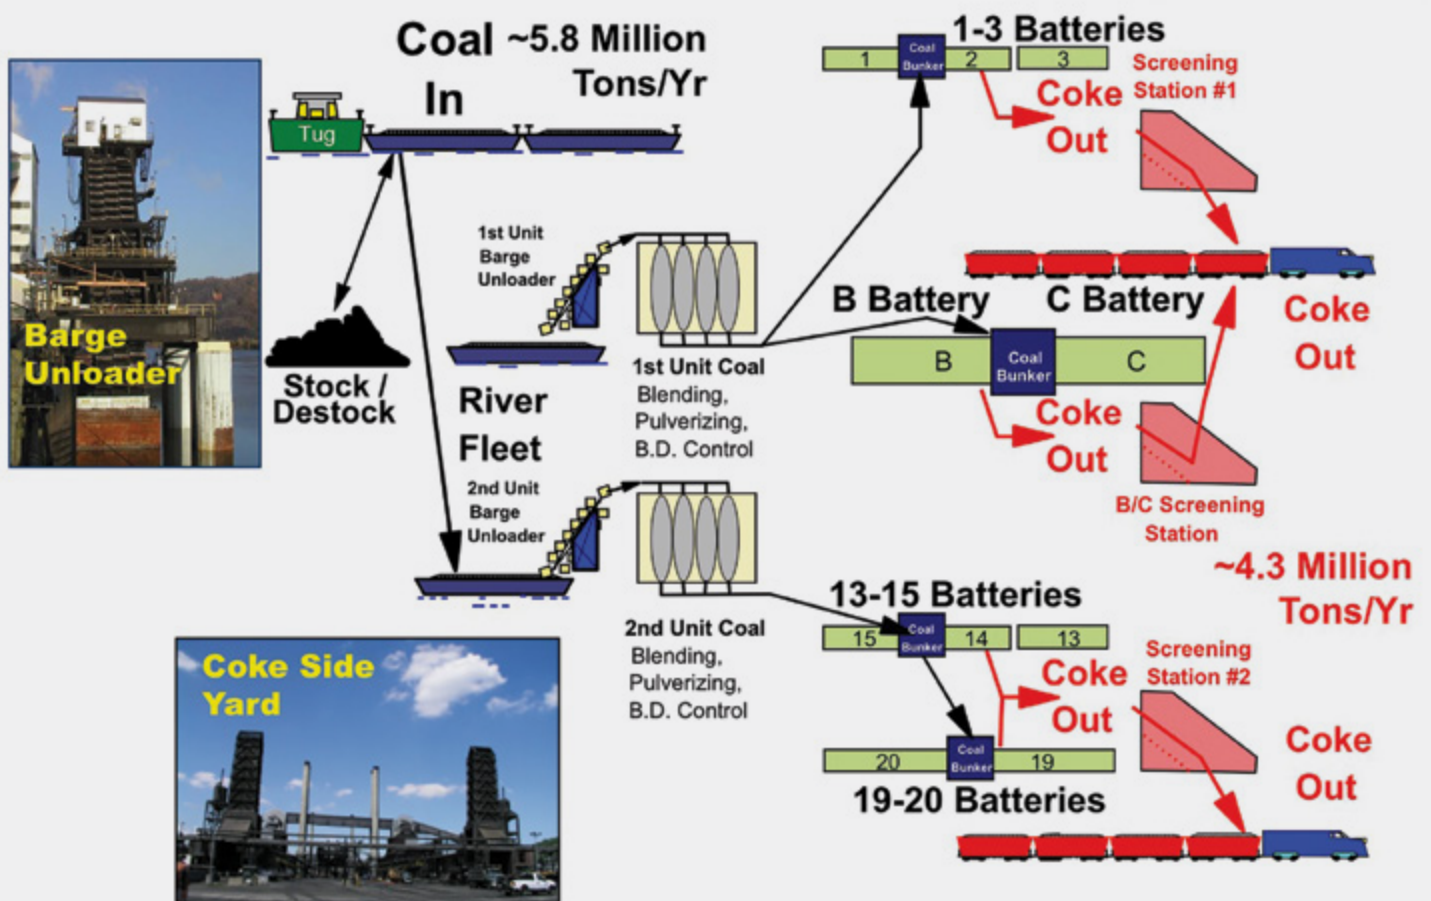 Coal ~5.8 Million
Tons/Yr
In
Tug
Barge
Unloader
Stock /
Destock
1st Unit
Barge
Unloader
River
Fleet
1st Unit Coal
Blending,
Pulverizing,
B.D. Control
2nd Unit
Barge
Unloader
2nd Unit Coal
Blending,
Pulverizing,
B.D. Control
Coke Side
Yard
1-3 Batteries
1
Coal
Bunker
2
3
Coke
Out
Screening
Station #1
B Battery
C Battery
B
Coal
Bunker
C
Coke
Out
Coke
Out
B/C Screening
Station
~4.3 Million
Tons/Yr
13-15 Batteries
15
Coal
Bunker
14
13
Coke
Out
Screening
Station #2
20
Coal
Bunker
19
19-20 Batteries
Coke
Out